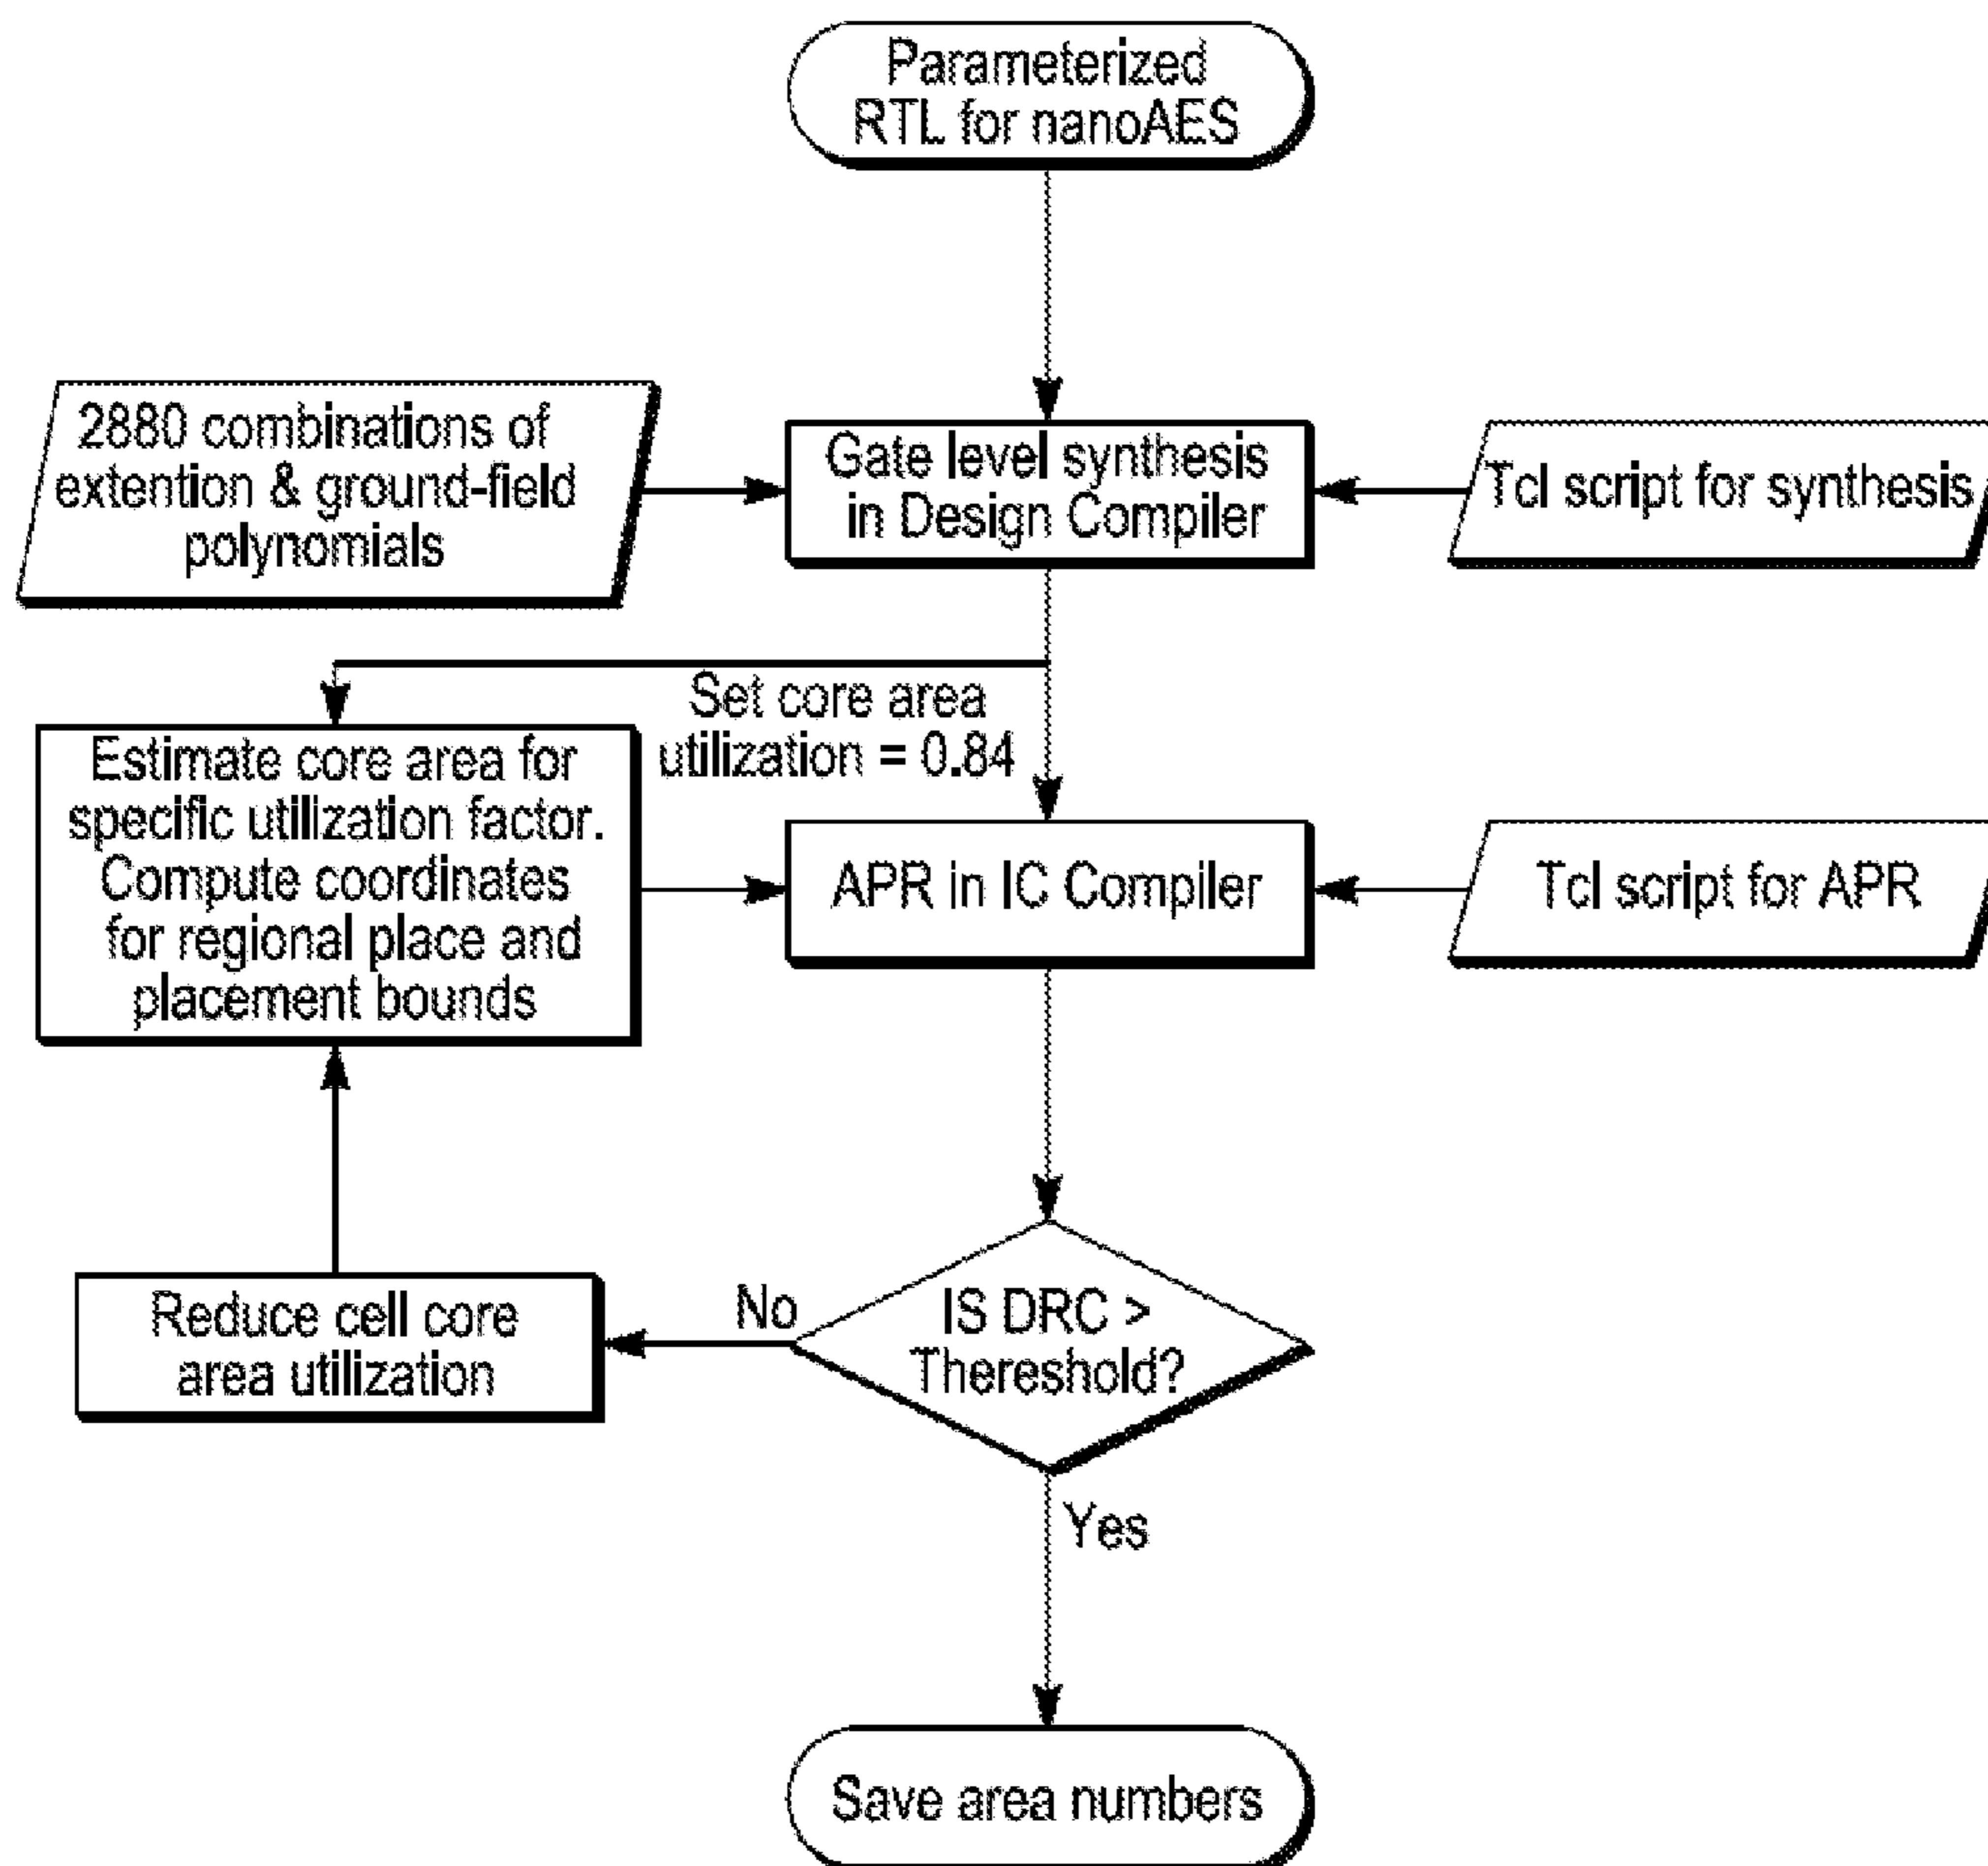 Parameterized
RTL for nanoAES
2880 combinations of
extention & ground-field
polynomials
Gate level synthesis
in Design Compiler
Tcl script for synthesis
Set core area
utilization = 0.84
Estimate core area for
specific utilization factor.
Compute coordinates
for regional place and
placement bounds
APR in IC Compiler
Tcl script for APR
Reduce cell core
area utilization
No
IS DRC >
Thereshold?
Yes
Save area numbers